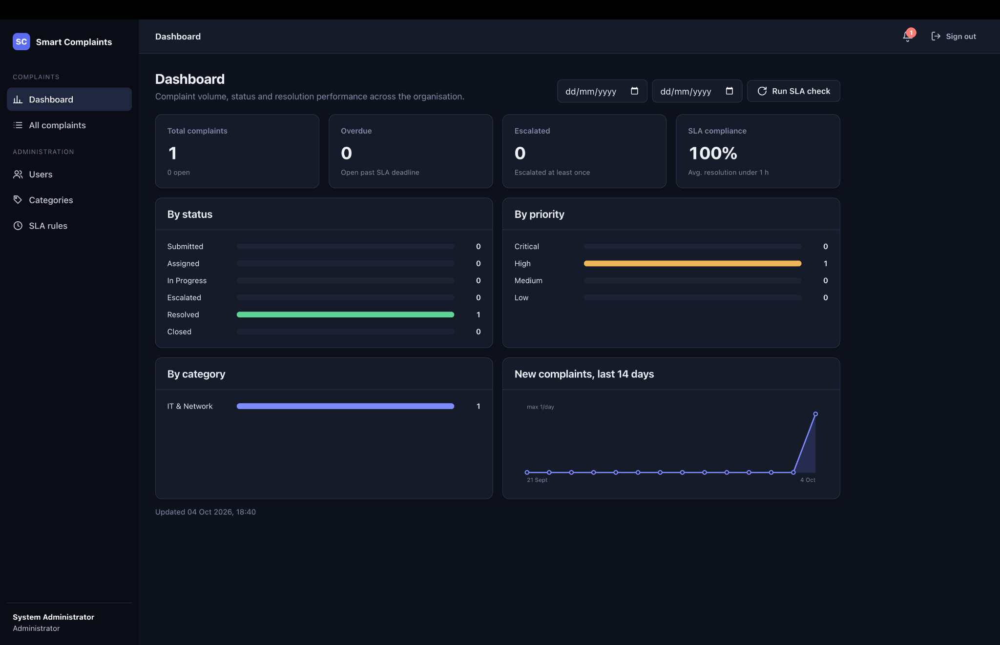 SC Smart Complaints
COMPLAINTS
Dashboard
All complaints
ADMINISTRATION
Users
Categories
SLA rules
System Administrator
Administrator
Dashboard
1
Sign out
Dashboard
Complaint volume, status and resolution performance across the organisation.
dd/mm/yyyy
dd/mm/yyyy
Run SLA check
Total complaints
1
0 open
Overdue
0
Open past SLA deadline
Escalated
0
Escalated at least once
SLA compliance
100%
Avg. resolution under 1 h
By status
Submitted 0
Assigned 0
In Progress 0
Escalated 0
Resolved 1
Closed 0
By priority
Critical 0
High 1
Medium 0
Low 0
By category
IT & Network 1
New complaints, last 14 days
max 1/day
21 Sept 4 Oct
Updated 04 Oct 2026, 18:40